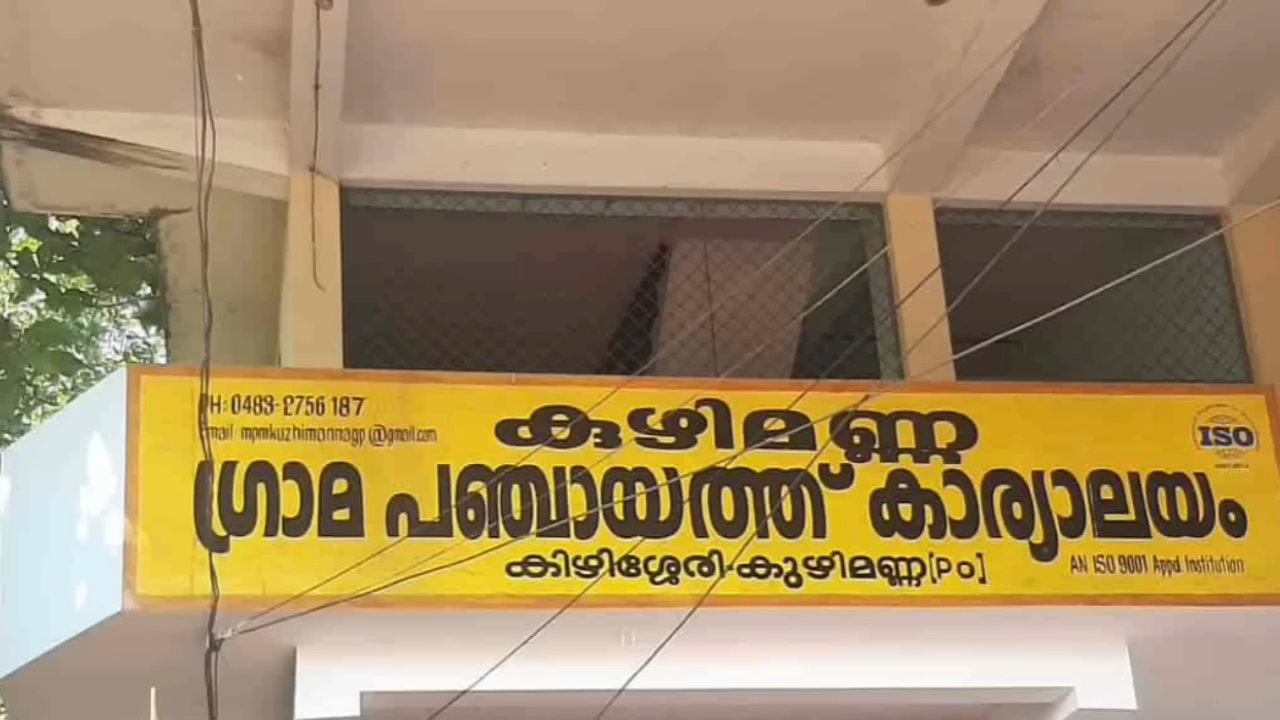 PH: 0483-2756 187
Email mpmkuzhimannagp@gmail.com
കുഴിമണ്ണ
ISO
ഗ്രാമ പഞ്ചായത്ത് കാര്യാലയം
കിഴിശ്ശേരി-കുഴിമണ്ണ[Po]
AN ISO 9001 Appd. Institution